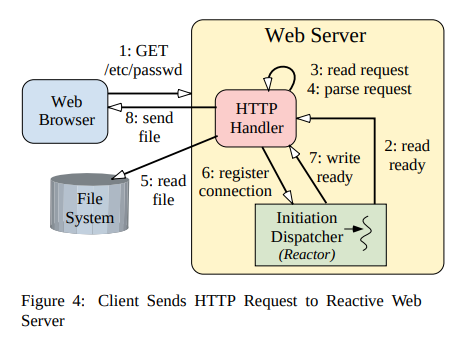 Web Server
1: GET
/etc/passwd
3: read request
4: parse request
Web
Browser
HTTP
Handler
8: send
file
2: read
ready
7: write
ready
6: register
connection
5: read
file
File
System
Initiation
Dispatcher
(Reactor)
Figure 4: Client Sends HTTP Request to Reactive Web
Server